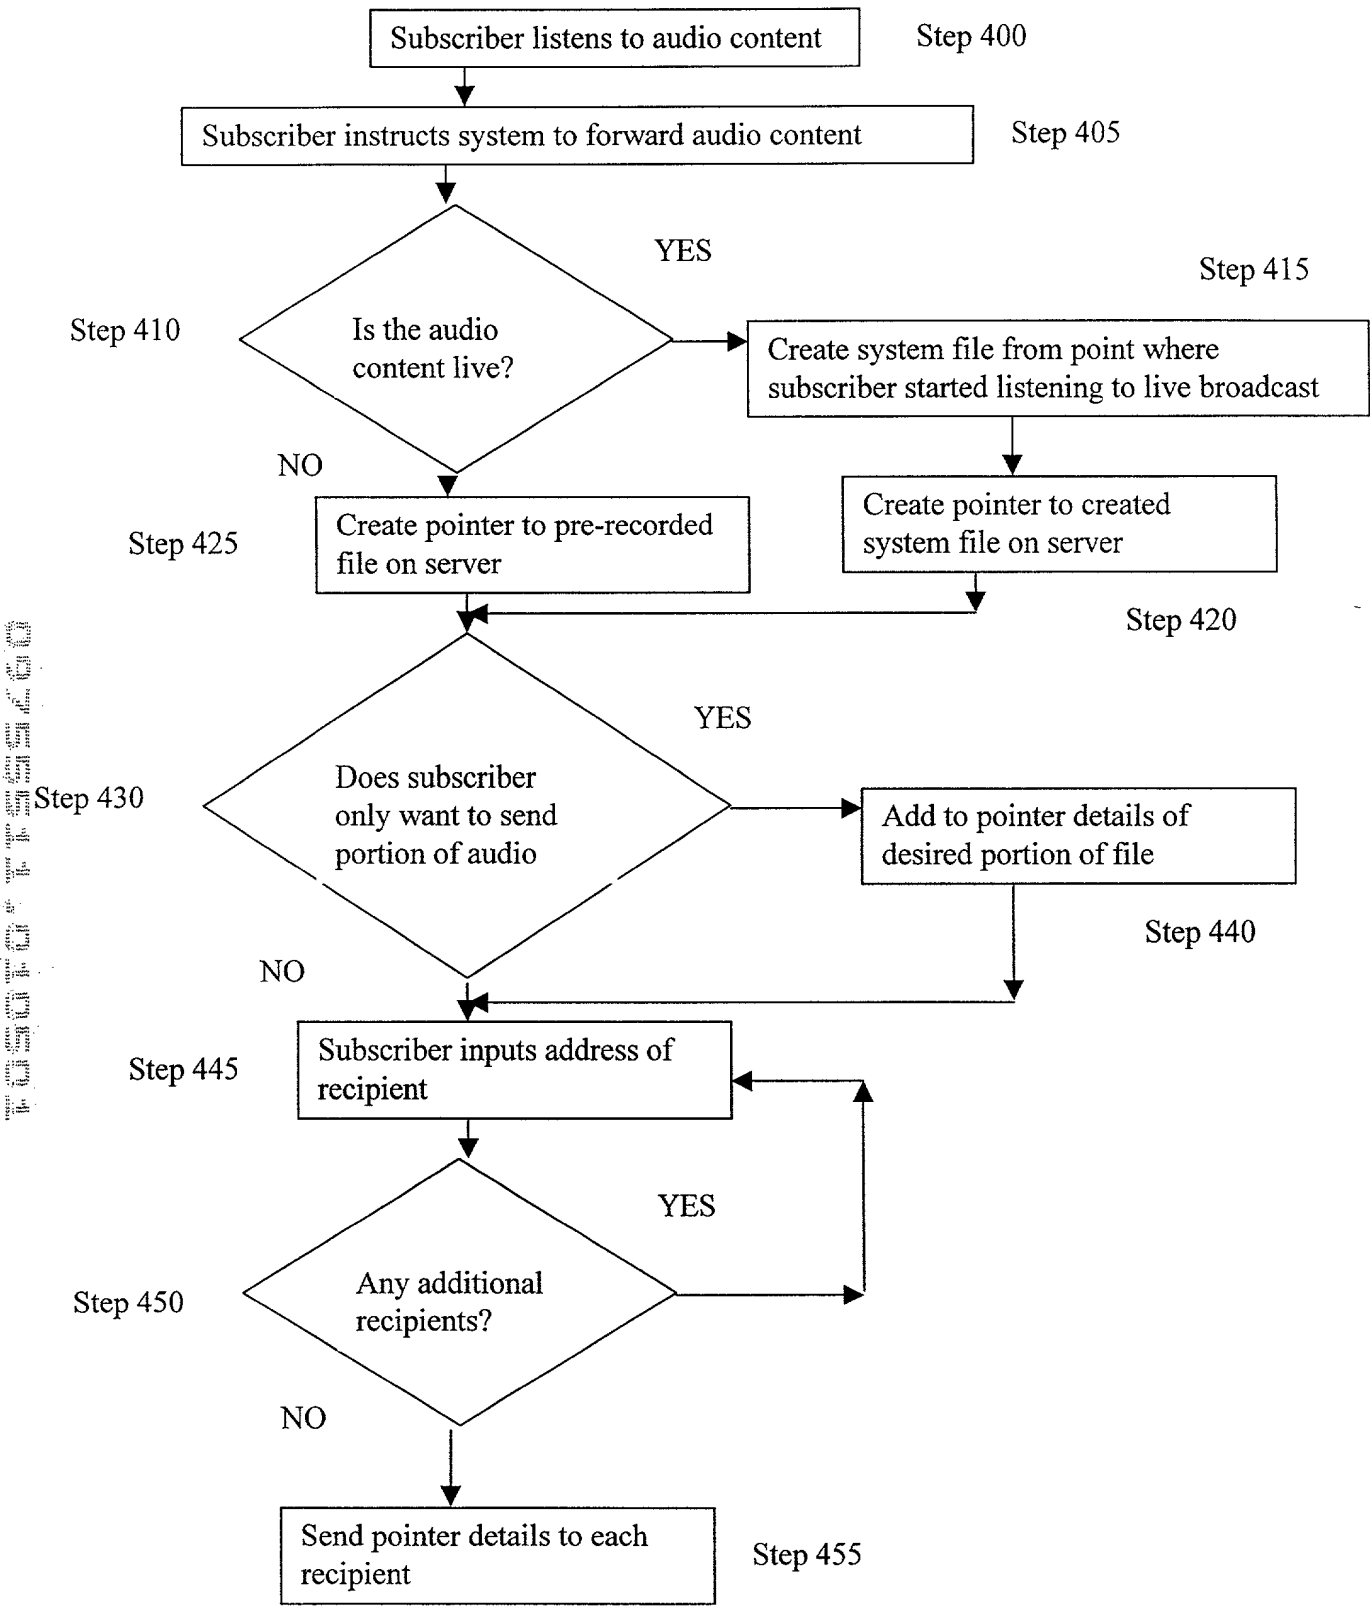 Subscriber listens to audio content
Step 400
Subscriber instructs system to forward audio content
Step 405
YES
Step 415
Step 410
Is the audio
content live?
Create system file from point where
subscriber started listening to live broadcast
NO
Step 425
Create pointer to pre-recorded
file on server
Create pointer to created
system file on server
Step 420
YES
Step 430
Does subscriber
only want to send
portion of audio
Add to pointer details of
desired portion of file
Step 440
NO
Step 445
Subscriber inputs address of
recipient
YES
Step 450
Any additional
recipients?
NO
Send pointer details to each
recipient
Step 455